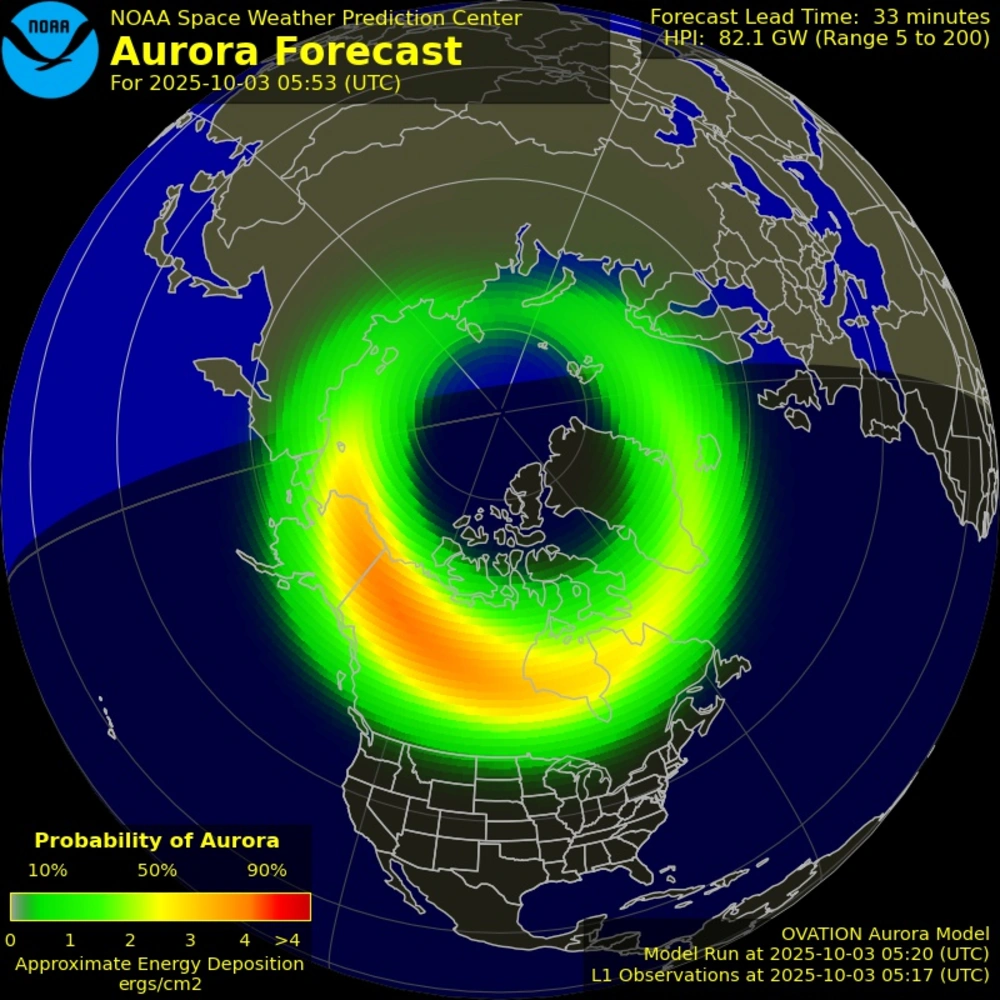 NOAA
NOAA Space Weather Prediction Center
Aurora Forecast
For 2025-10-03 05:53 (UTC)
Forecast Lead Time: 33 minutes
HPI: 82.1 GW (Range 5 to 200)
Probability of Aurora
10% 50% 90%
0 1 2 3 4 >4
Approximate Energy Deposition
ergs/cm2
OVATION Aurora Model
Model Run at 2025-10-03 05:20 (UTC)
L1 Observations at 2025-10-03 05:17 (UTC)